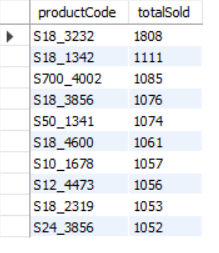 productCode totalSold
S18_3232 1808
S18_1342 1111
S700_4002 1085
S18_3856 1076
S50_1341 1074
S18_4600 1061
S10_1678 1057
S12_4473 1056
S18_2319 1053
S24_3856 1052